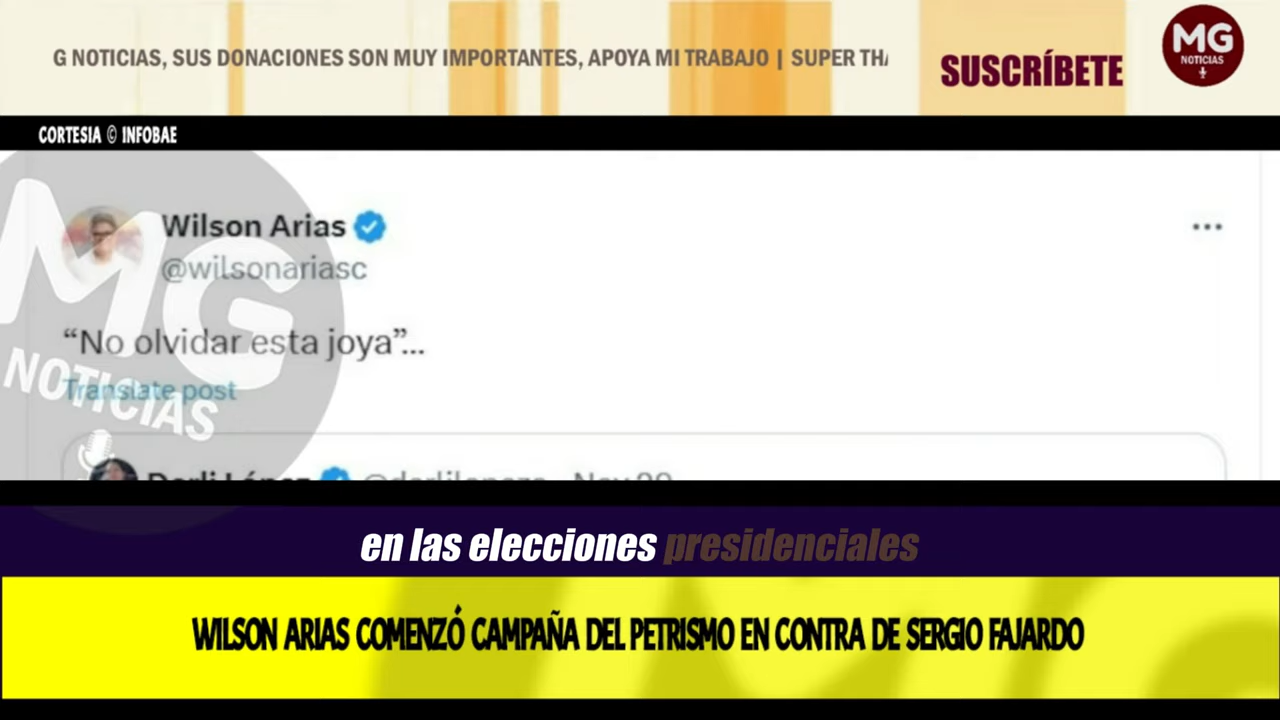 G NOTICIAS, SUS DONACIONES SON MUY IMPORTANTES, APOYA MI TRABAJO | SUPER THA
SUSCRÍBETE
MG
NOTICIAS
CORTESIA © INFOBAE
Wilson Arias
@wilsonariasc
“No olvidar esta joya”...
Translate post
MG
NOTICIAS
en las elecciones presidenciales
WILSON ARIAS COMENZÓ CAMPAÑA DEL PETRISMO EN CONTRA DE SERGIO FAJARDO